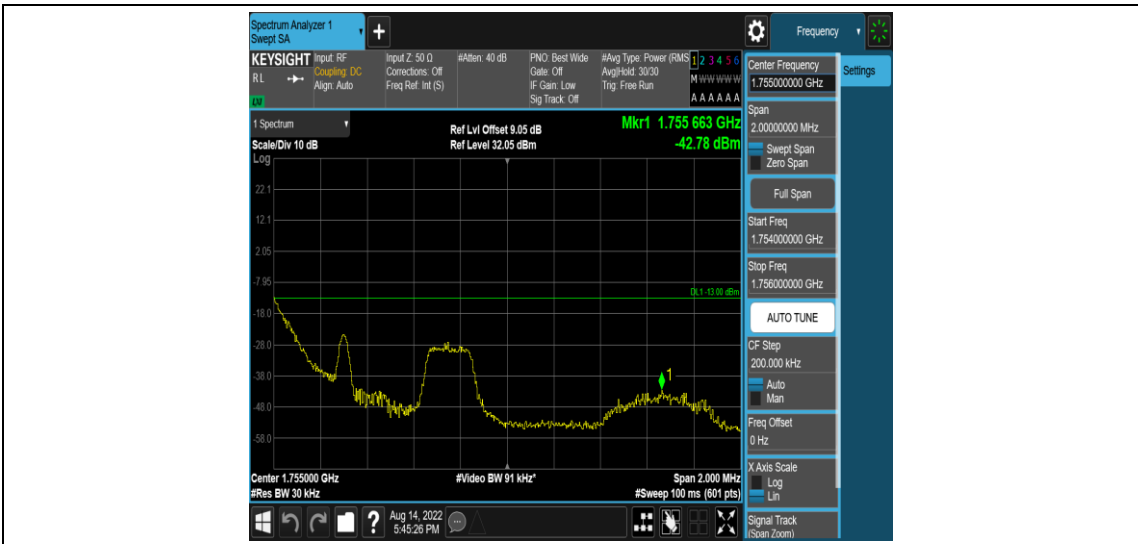 Spectrum Analyzer 1
Swept SA
+
Frequency
KEYSIGHT
RL
LXI
Input: RF
Coupling: DC
Align: Auto
Input Z: 50 Ω
Corrections: Off
Freq Ref: Int (S)
#Atten: 40 dB
PNO: Best Wide
Gate: Off
IF Gain: Low
Sig Track: Off
#Avg Type: Power (RMS
Avg|Hold: 30/30
Trig: Free Run
1 2 3 4 5 6
M W W W W W
A A A A A A
1 Spectrum
Scale/Div 10 dB
Log
Ref Lvl Offset 9.05 dB
Ref Level 32.05 dBm
Mkr1 1.755 663 GHz
-42.78 dBm
22.1
12.1
2.05
-7.95
-18.0
-28.0
-38.0
-48.0
-58.0
DL1 -13.00 dBm
1
Center 1.755000 GHz
#Res BW 30 kHz
#Video BW 91 kHz*
Span 2.000 MHz
#Sweep 100 ms (601 pts)
?
Aug 14, 2022
5:45:26 PM
Center Frequency
1.755000000 GHz
Settings
Span
2.00000000 MHz
Swept Span
Zero Span
Full Span
Start Freq
1.754000000 GHz
Stop Freq
1.756000000 GHz
AUTO TUNE
CF Step
200.000 kHz
Auto
Man
Freq Offset
0 Hz
X Axis Scale
Log
Lin
Signal Track
(Span Zoom)